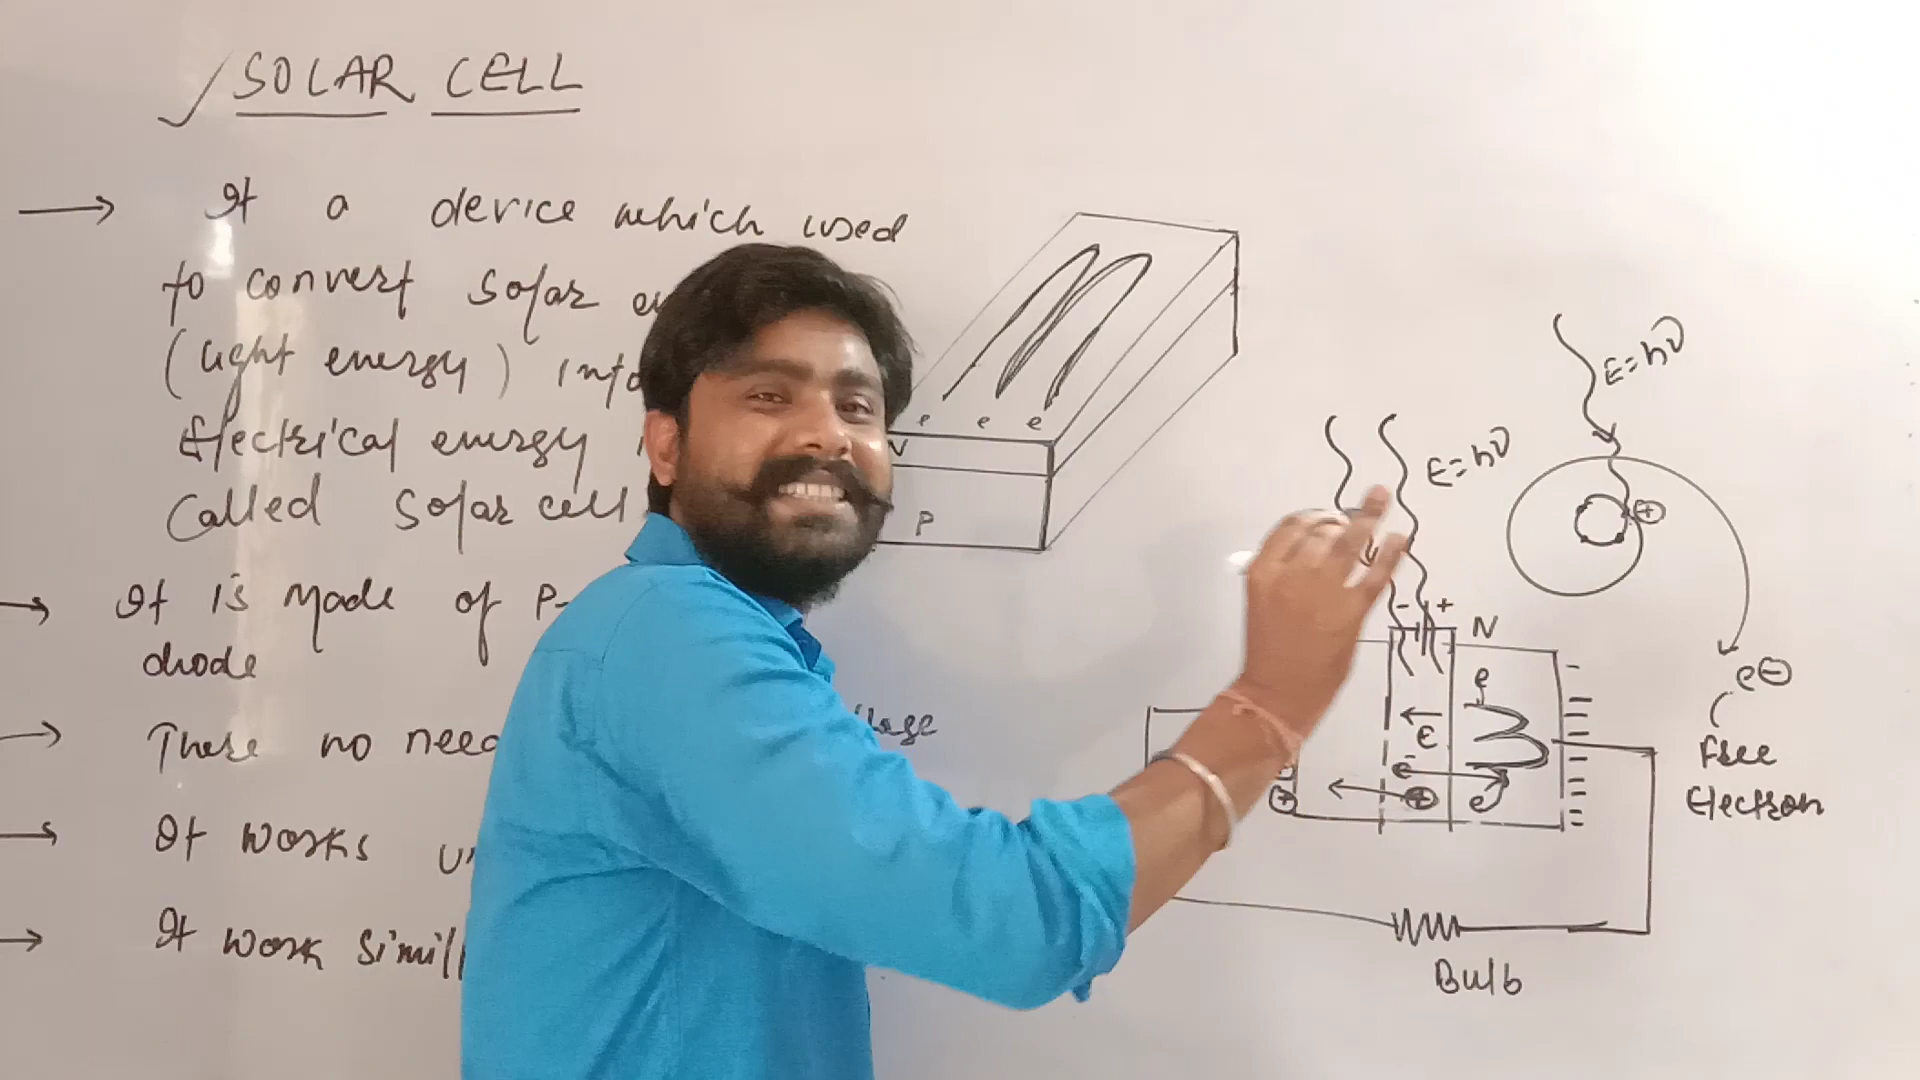 SOLAR CELL
It a device which used
to convert solar
(light energy) into
Electrical energy
Called solar cell
It is made of P-
diode
There no need
It works
It work simil
e e e
N
P
E=hν
E=hν
+
- +
N
e
E
e
+ +
e
Free
Electron
Bulb